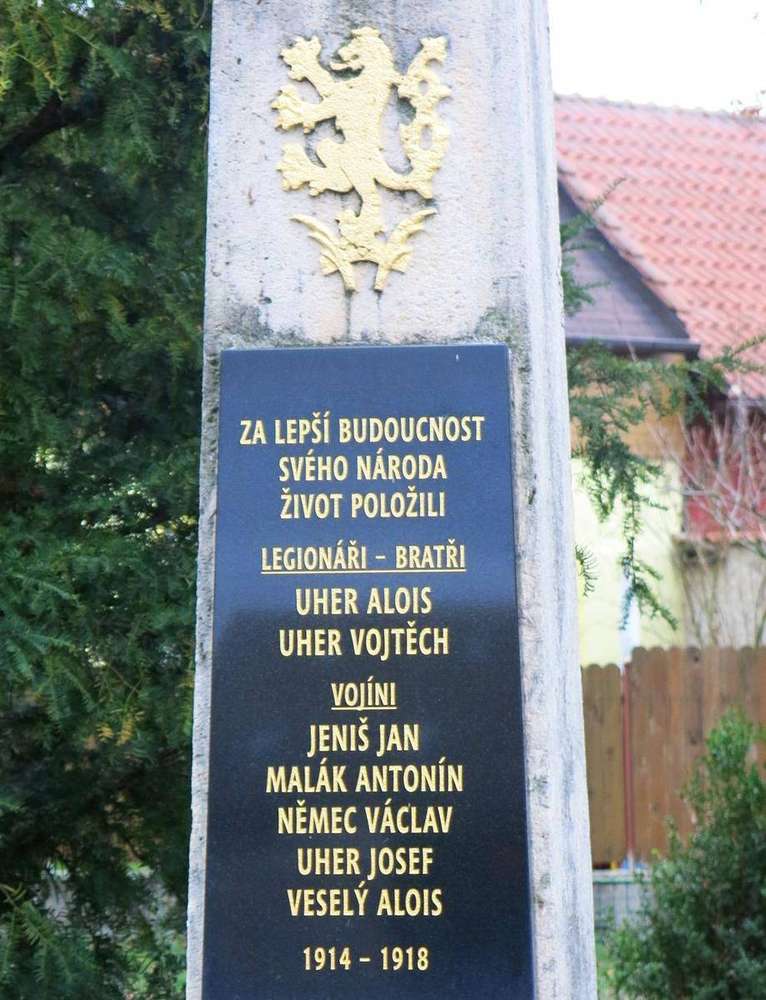 ZA LEPŠÍ BUDOUCNOST
SVÉHO NÁRODA
ŽIVOT POLOŽILI
LEGIONÁŘI – BRATŘI
UHER ALOIS
UHER VOJTĚCH
VOJÍNI
JENIŠ JAN
MALÁK ANTONÍN
NĚMEC VÁCLAV
UHER JOSEF
VESELÝ ALOIS
1914 – 1918